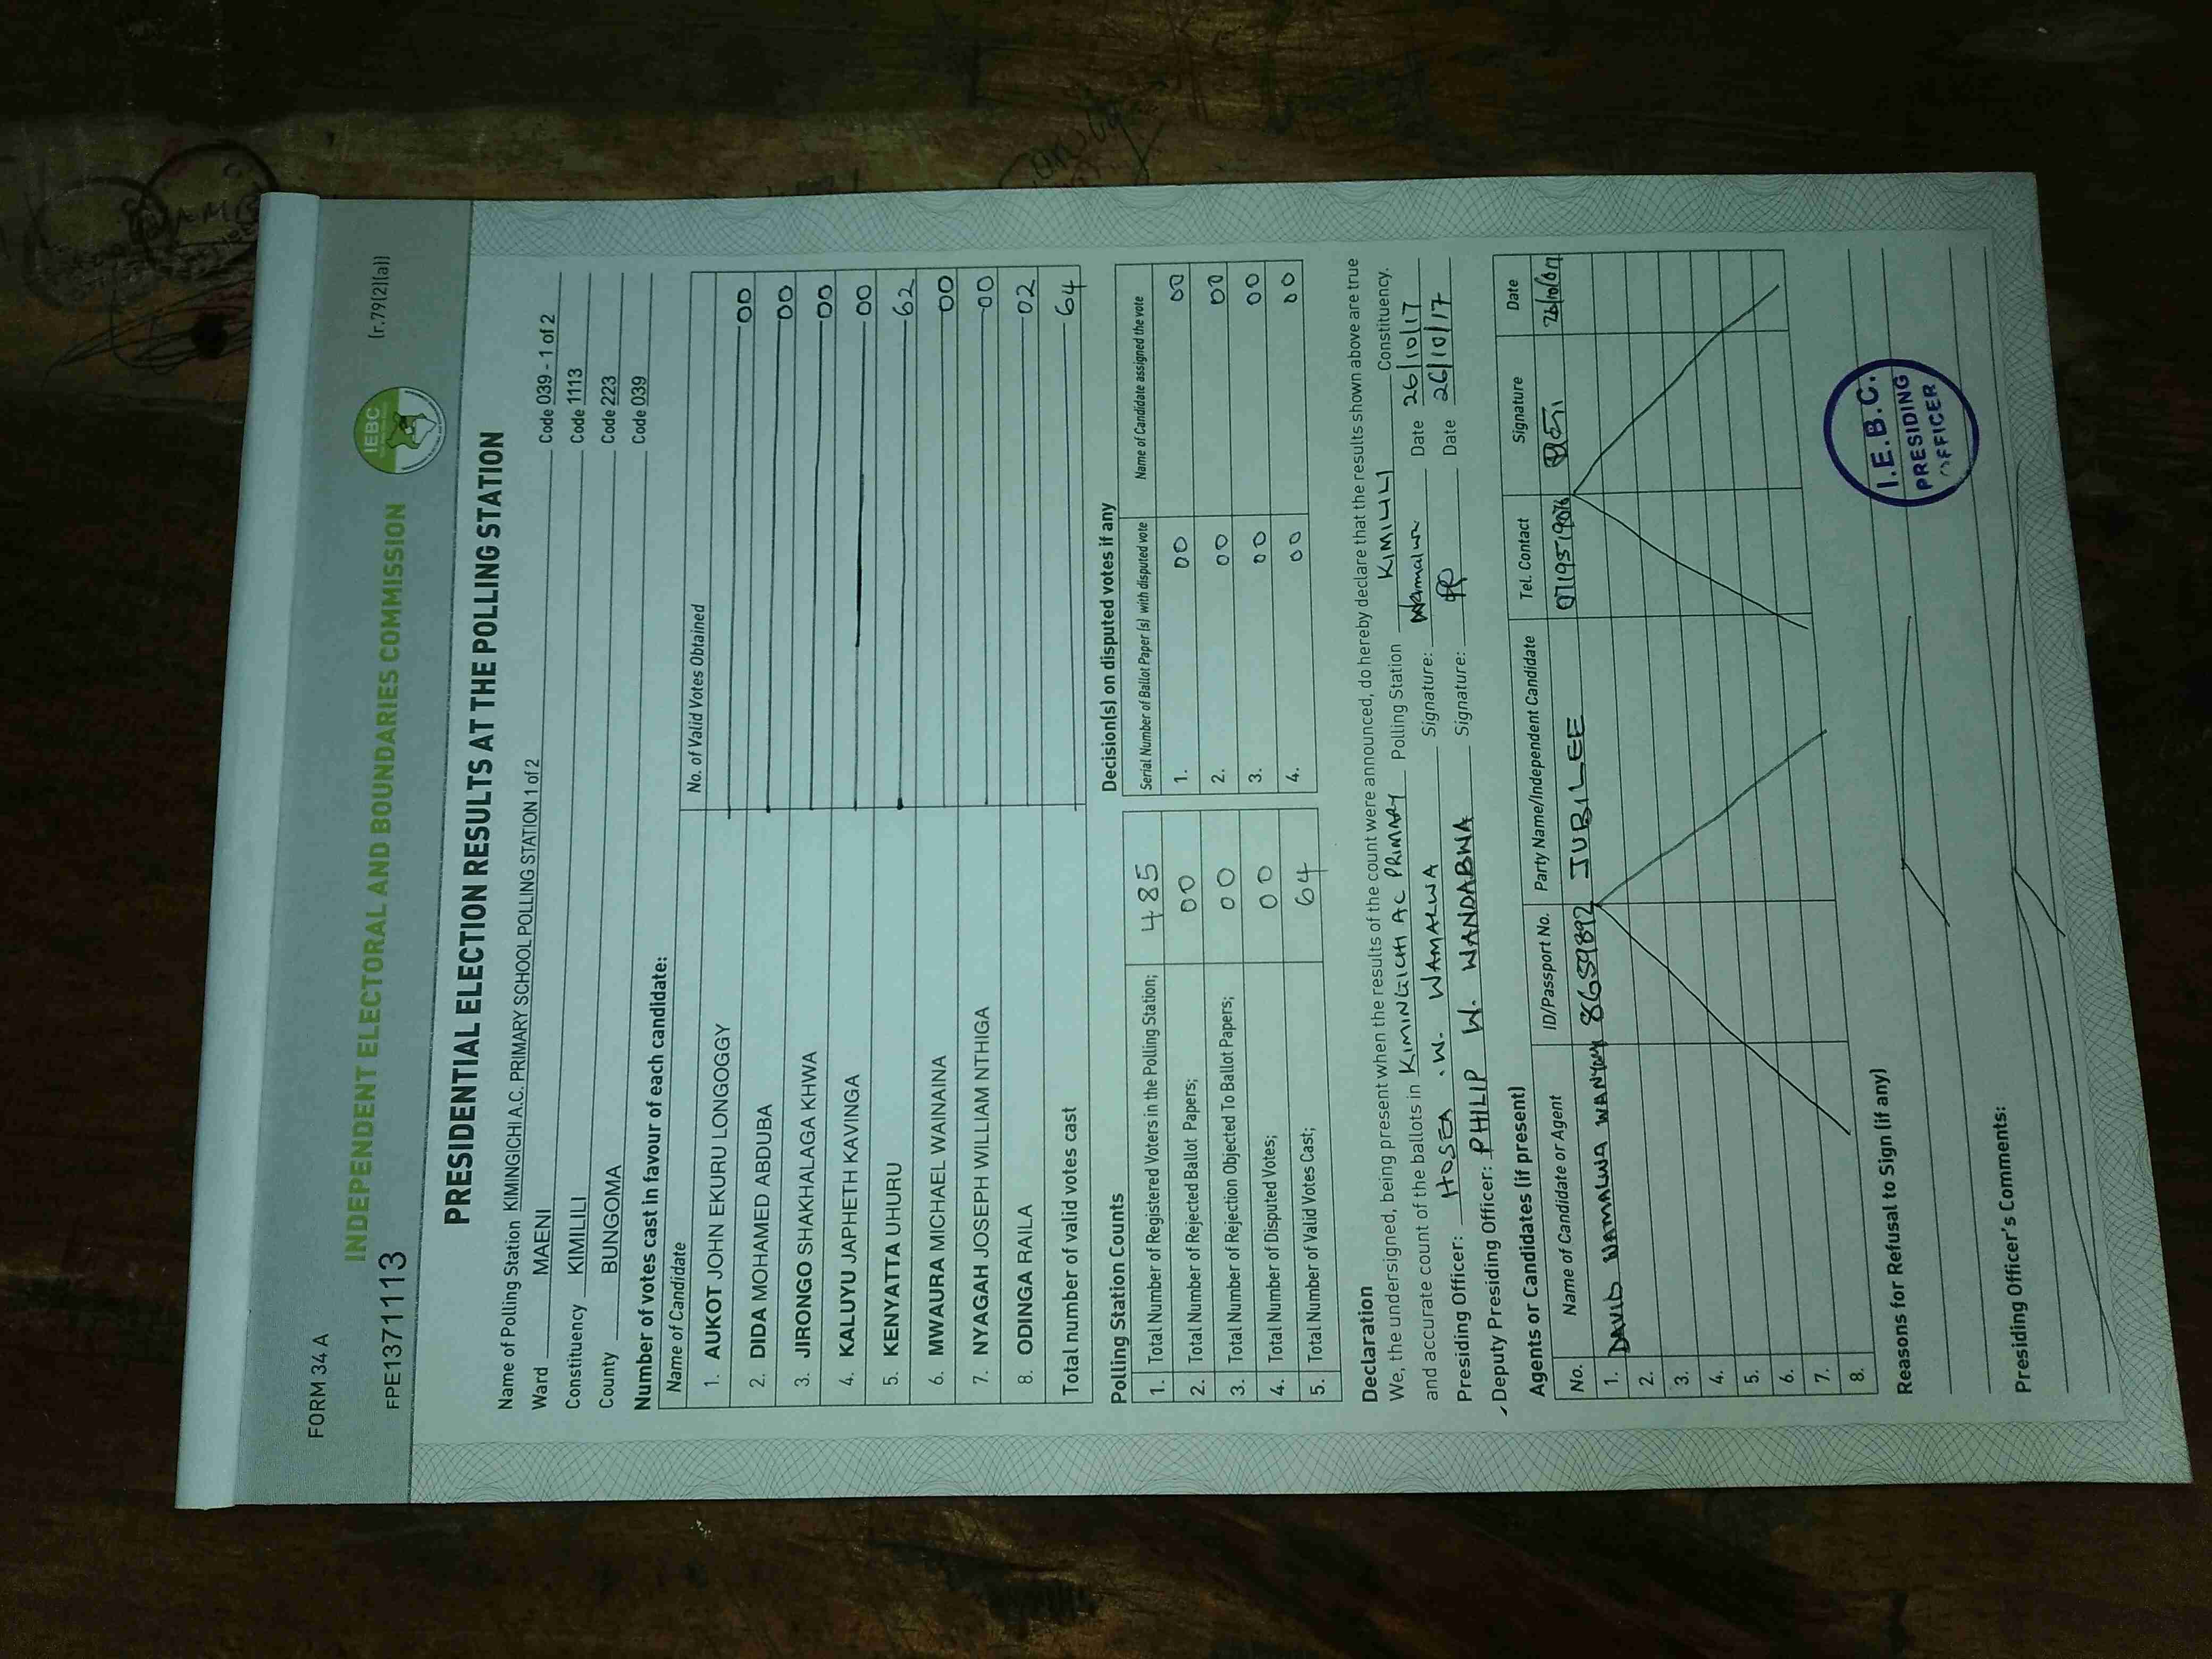 FORM 34 A
(r.79(2)(a))
IEBC
INDEPENDENT ELECTORAL AND BOUNDARIES COMMISSION
FPE1371113
PRESIDENTIAL ELECTION RESULTS AT THE POLLING STATION
Name of Polling Station KIMINGICHI A.C. PRIMARY SCHOOL POLLING STATION 1 of 2 Code 039 - 1 of 2
Ward MAENI Code 1113
Constituency KIMILILI Code 223
County BUNGOMA Code 039
Number of votes cast in favour of each candidate:
Name of Candidate No. of Valid Votes Obtained
1. AUKOT JOHN EKURU LONGOGGY 00
2. DIDA MOHAMED ABDUBA 00
3. JIRONGO SHAKHALAGA KHWA 00
4. KALUYU JAPHETH KAVINGA 00
5. KENYATTA UHURU 62
6. MWAURA MICHAEL WAINAINA 00
7. NYAGAH JOSEPH WILLIAM NTHIGA 00
8. ODINGA RAILA 02
Total number of valid votes cast 64
Polling Station Counts
1. Total Number of Registered Voters in the Polling Station; 485
2. Total Number of Rejected Ballot Papers; 00
3. Total Number of Rejection Objected To Ballot Papers; 00
4. Total Number of Disputed Votes; 00
5. Total Number of Valid Votes Cast; 64
Decision(s) on disputed votes if any
Serial Number of Ballot Paper (s) with disputed vote Name of Candidate assigned the vote
1. 00 00
2. 00 00
3. 00 00
4. 00 00
Declaration
We, the undersigned, being present when the results of the count were announced, do hereby declare that the results shown above are true
and accurate count of the ballots in KIMINGICHI AC PRIMARY Polling Station KIMILILI Constituency.
Presiding Officer: HOSEA . W. WAMALWA Signature: Wamalwa Date 26/10/17
Deputy Presiding Officer: PHILIP W. WANDABWA Signature: Date 26/10/17
Agents or Candidates (if present)
No. Name of Candidate or Agent ID/Passport No. Party Name/Independent Candidate Tel. Contact Signature Date
1. DAVID WAMALWA 8659892 JUBILEE
2.
3.
4.
5.
6.
7.
8.
Reasons for Refusal to Sign (if any)
Presiding Officer's Comments:
I.E.B.C.
PRESIDING
OFFICER